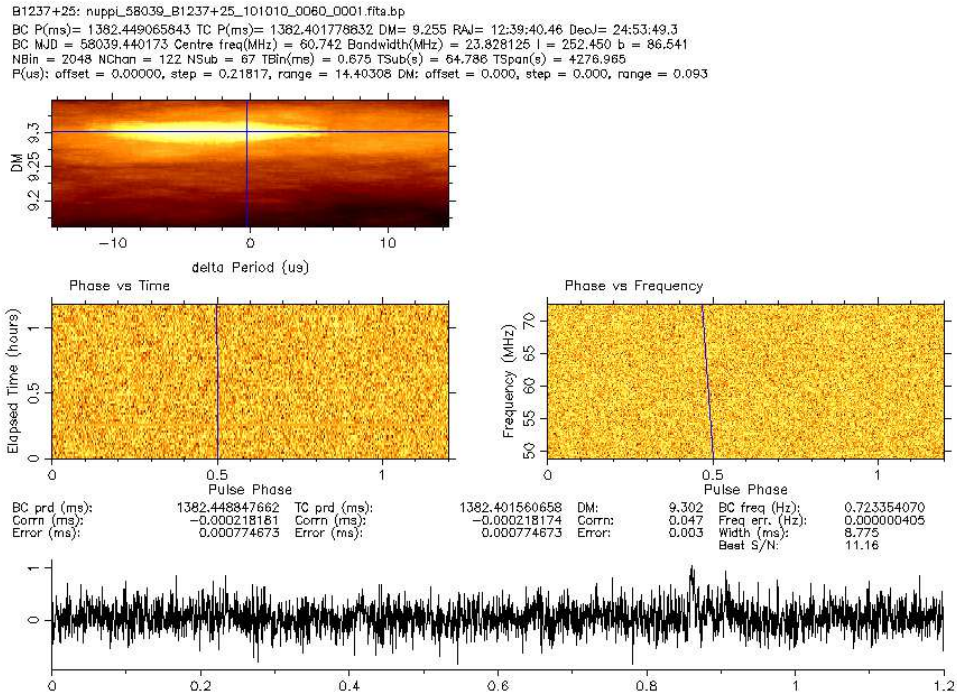 B1237+25: nuppi_58039_B1237+25_101010_0060_0001.fits.bp
BC P(ms)= 1382.449065843 TC P(ms)= 1382.401778832 DM= 9.255 RAJ= 12:39:40.46 DecJ= 24:53:49.3
BC MJD = 58039.440173 Centre freq(MHz) = 60.742 Bandwidth(MHz) = 23.828125 l = 252.450 b = 86.541
NBin = 2048 NChan = 122 NSub = 67 TBin(ms) = 0.675 TSub(s) = 64.786 TSpan(s) = 4276.965
P(us): offset = 0.00000, step = 0.21817, range = 14.40308 DM: offset = 0.000, step = 0.000, range = 0.093
DM
9.3
9.25
9.2
-10 0 10
delta Period (us)
Phase vs Time
Elapsed Time (hours)
1
0.5
0
0 0.5 1
Pulse Phase
Phase vs Frequency
Frequency (MHz)
70
65
60
55
50
0 0.5 1
Pulse Phase
BC prd (ms): 1382.448847662 TC prd (ms): 1382.401560658 DM: 9.302 BC freq (Hz): 0.723354070
Corrn (ms): -0.000218181 Corrn (ms): -0.000218174 Corrn: 0.047 Freq err. (Hz): 0.000000405
Error (ms): 0.000774673 Error (ms): 0.000774673 Error: 0.003 Width (ms): 8.775
Best S/N: 11.16
1
0
0 0.2 0.4 0.6 0.8 1 1.2